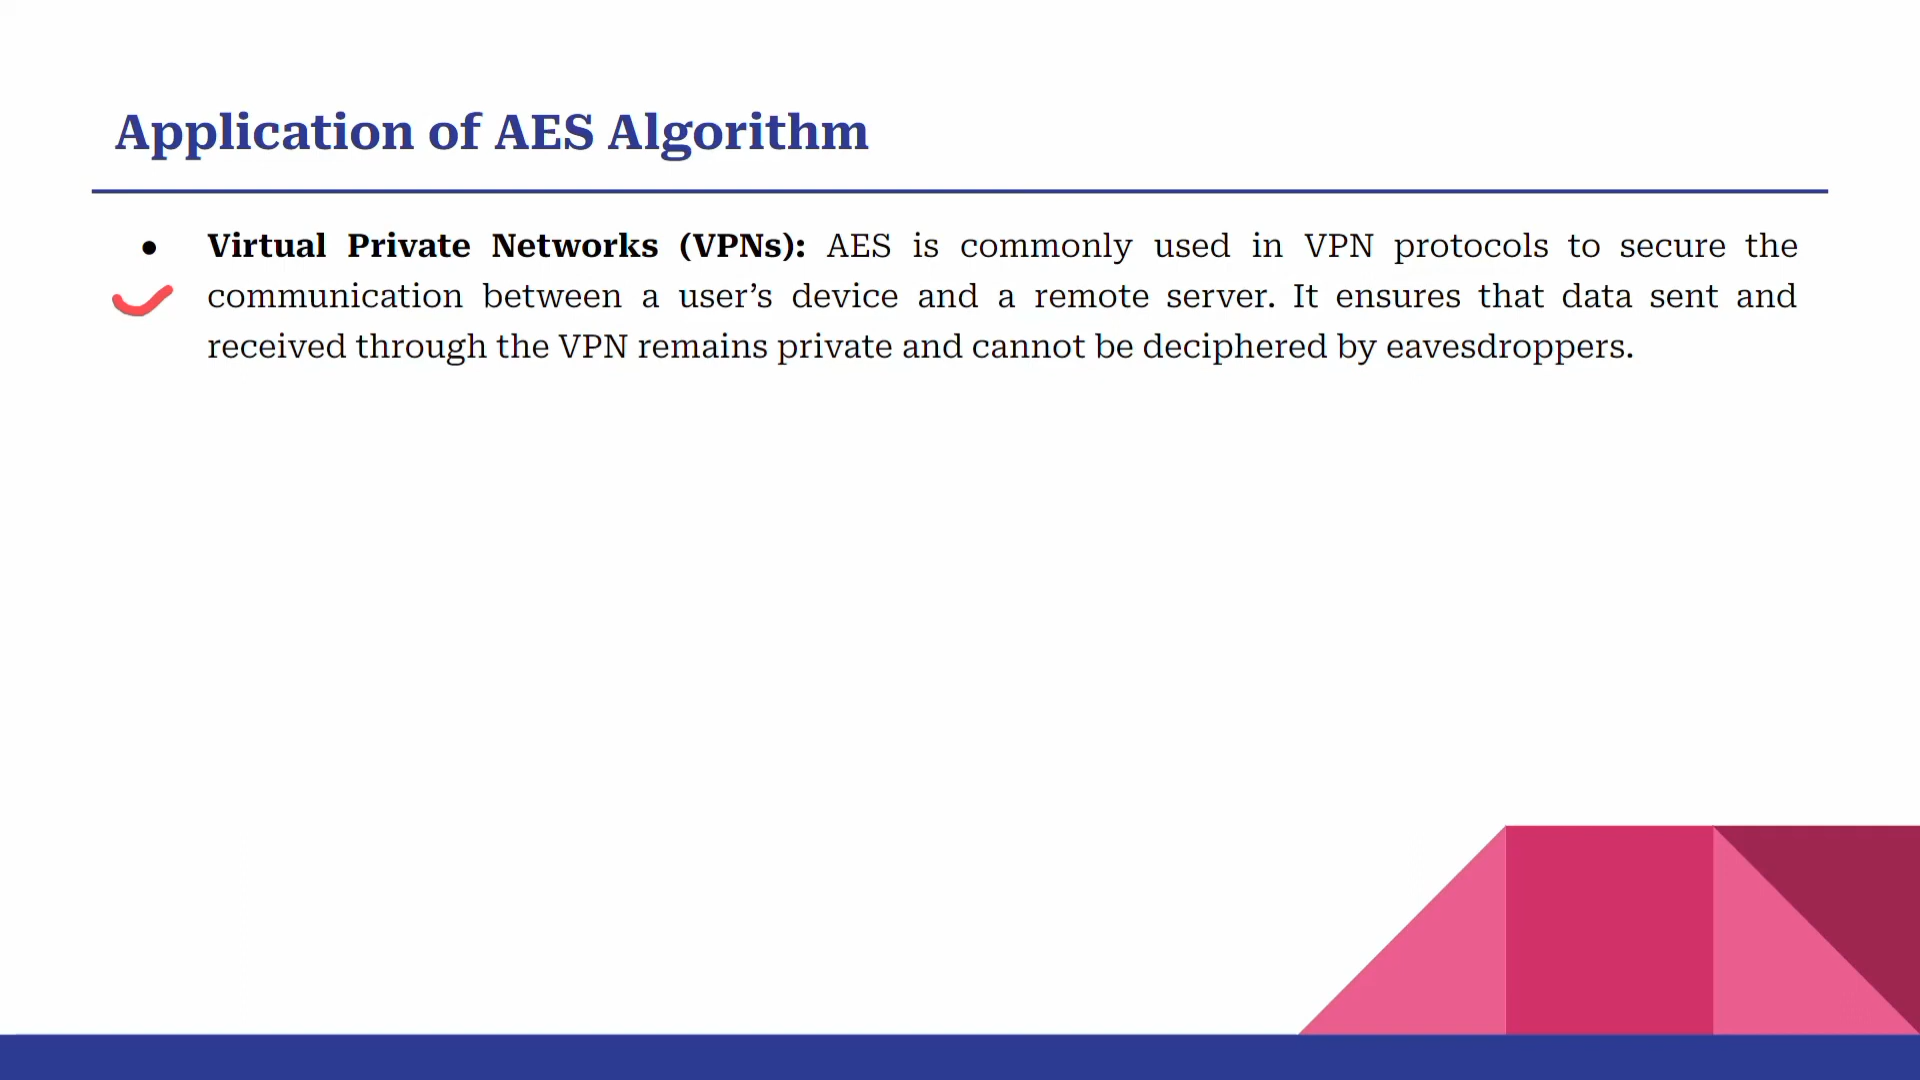 Application of AES Algorithm
● Virtual Private Networks (VPNs): AES is commonly used in VPN protocols to secure the
communication between a user’s device and a remote server. It ensures that data sent and
received through the VPN remains private and cannot be deciphered by eavesdroppers.